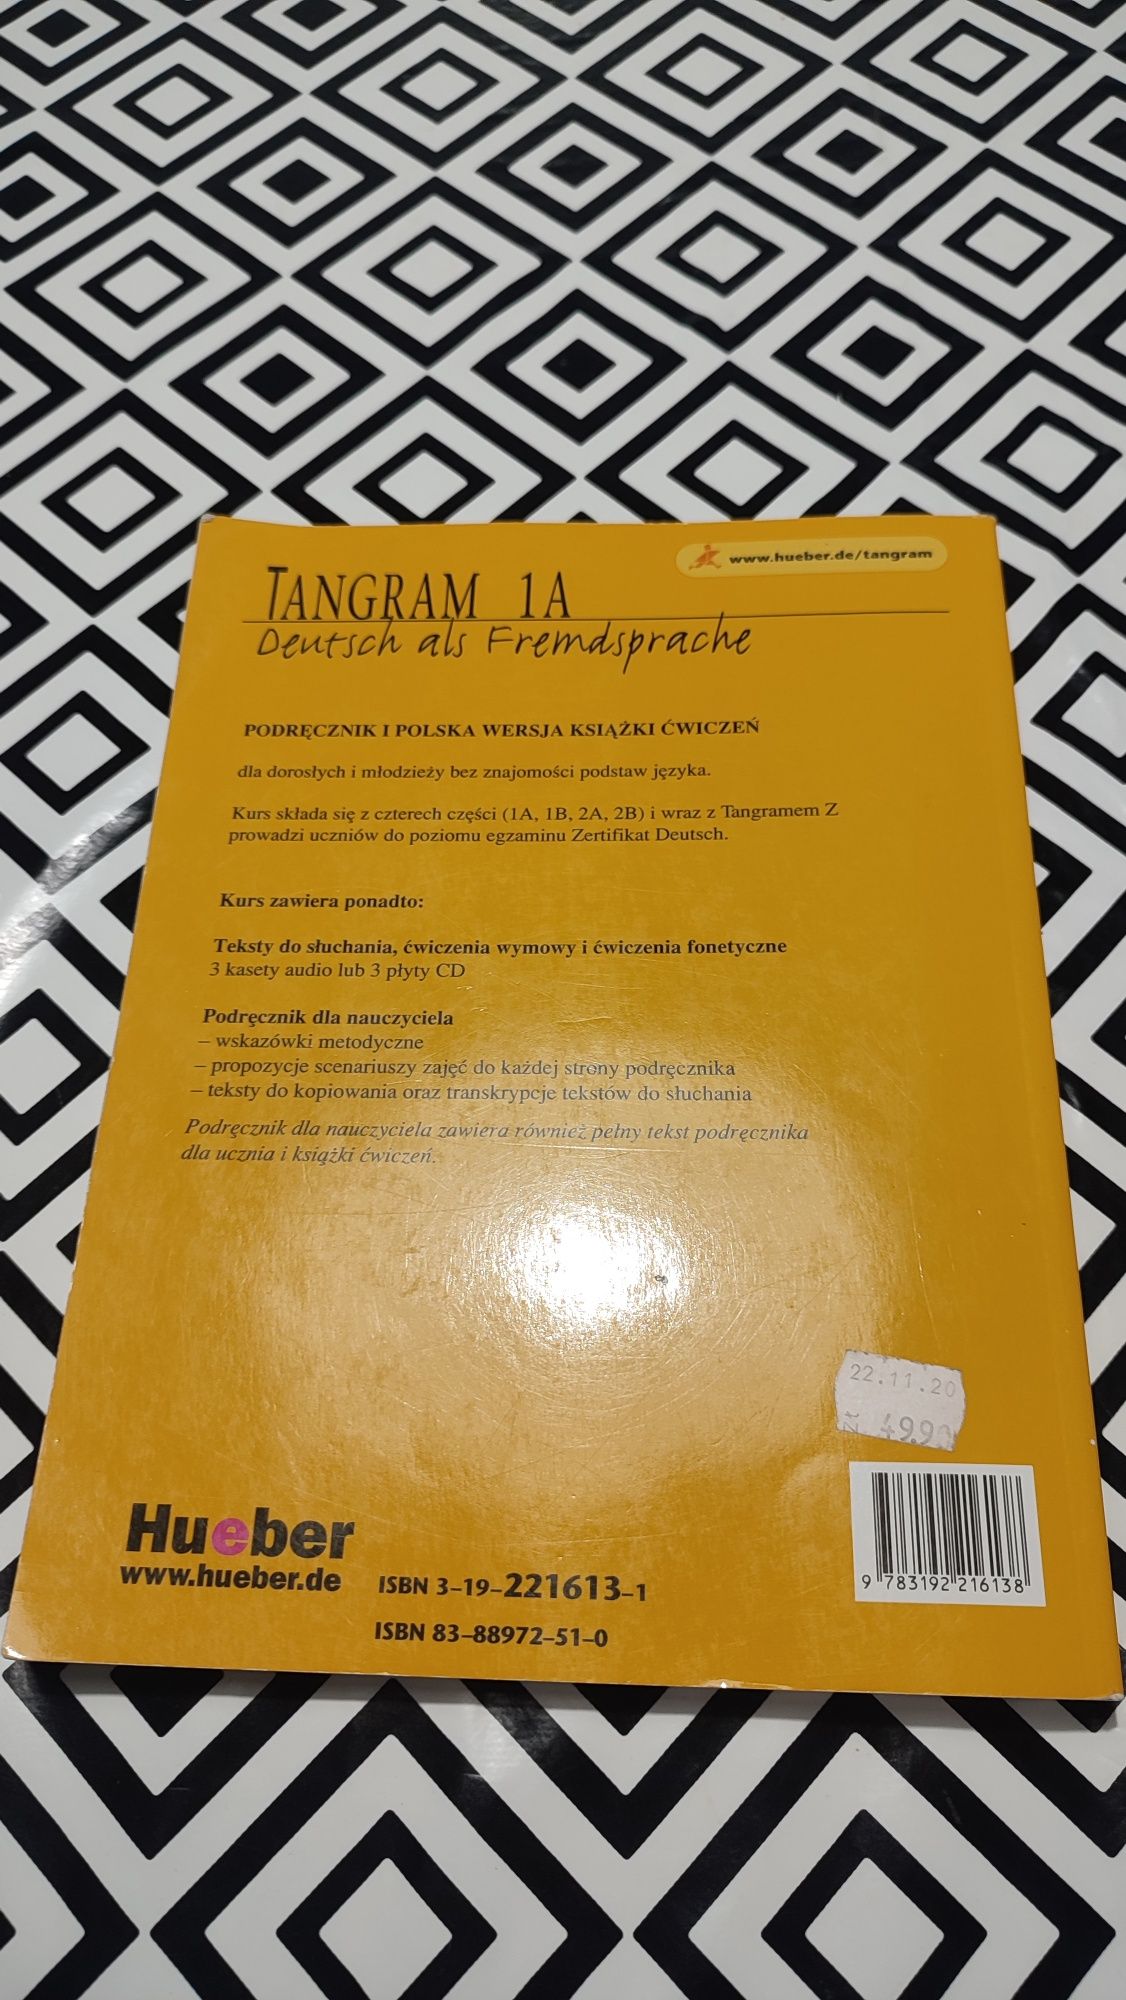 www.hueber.de/tangram
TANGRAM 1A
Deutsch als Fremdsprache
PODRĘCZNIK I POLSKA WERSJA KSIĄŻKI ĆWICZEŃ
dla dorosłych i młodzieży bez znajomości podstaw języka.
Kurs składa się z czterech części (1A, 1B, 2A, 2B) i wraz z Tangramem Z
prowadzi uczniów do poziomu egzaminu Zertifikat Deutsch.
Kurs zawiera ponadto:
Teksty do słuchania, ćwiczenia wymowy i ćwiczenia fonetyczne
3 kasety audio lub 3 płyty CD
Podręcznik dla nauczyciela
– wskazówki metodyczne
– propozycje scenariuszy zajęć do każdej strony podręcznika
– teksty do kopiowania oraz transkrypcje tekstów do słuchania
Podręcznik dla nauczyciela zawiera również pełny tekst podręcznika
dla ucznia i książki ćwiczeń.
22.11.20
49.90
Hueber
www.hueber.de
ISBN 3–19–221613–1
ISBN 83–88972–51–0
9 783192 216138